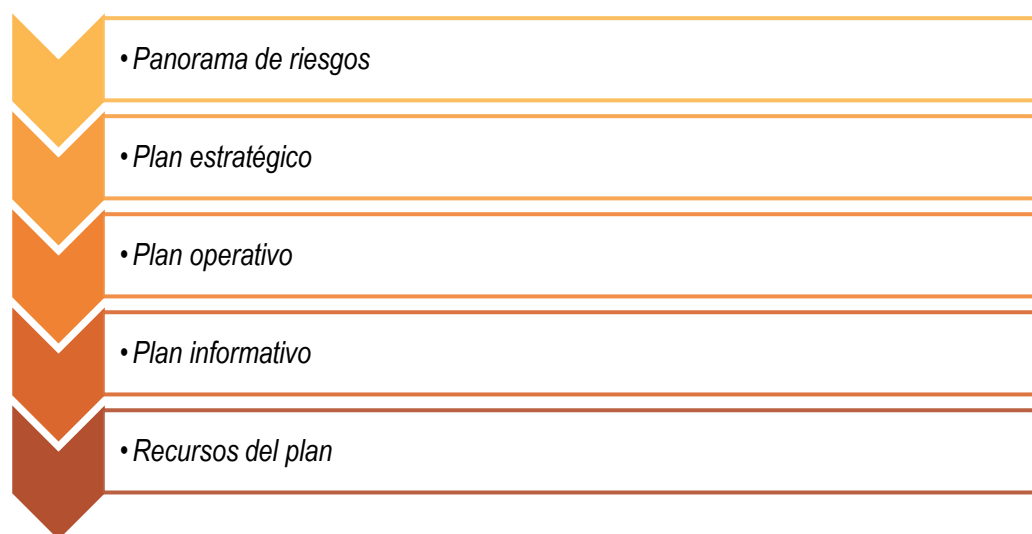 • Panorama de riesgos
• Plan estratégico
• Plan operativo
• Plan informativo
• Recursos del plan